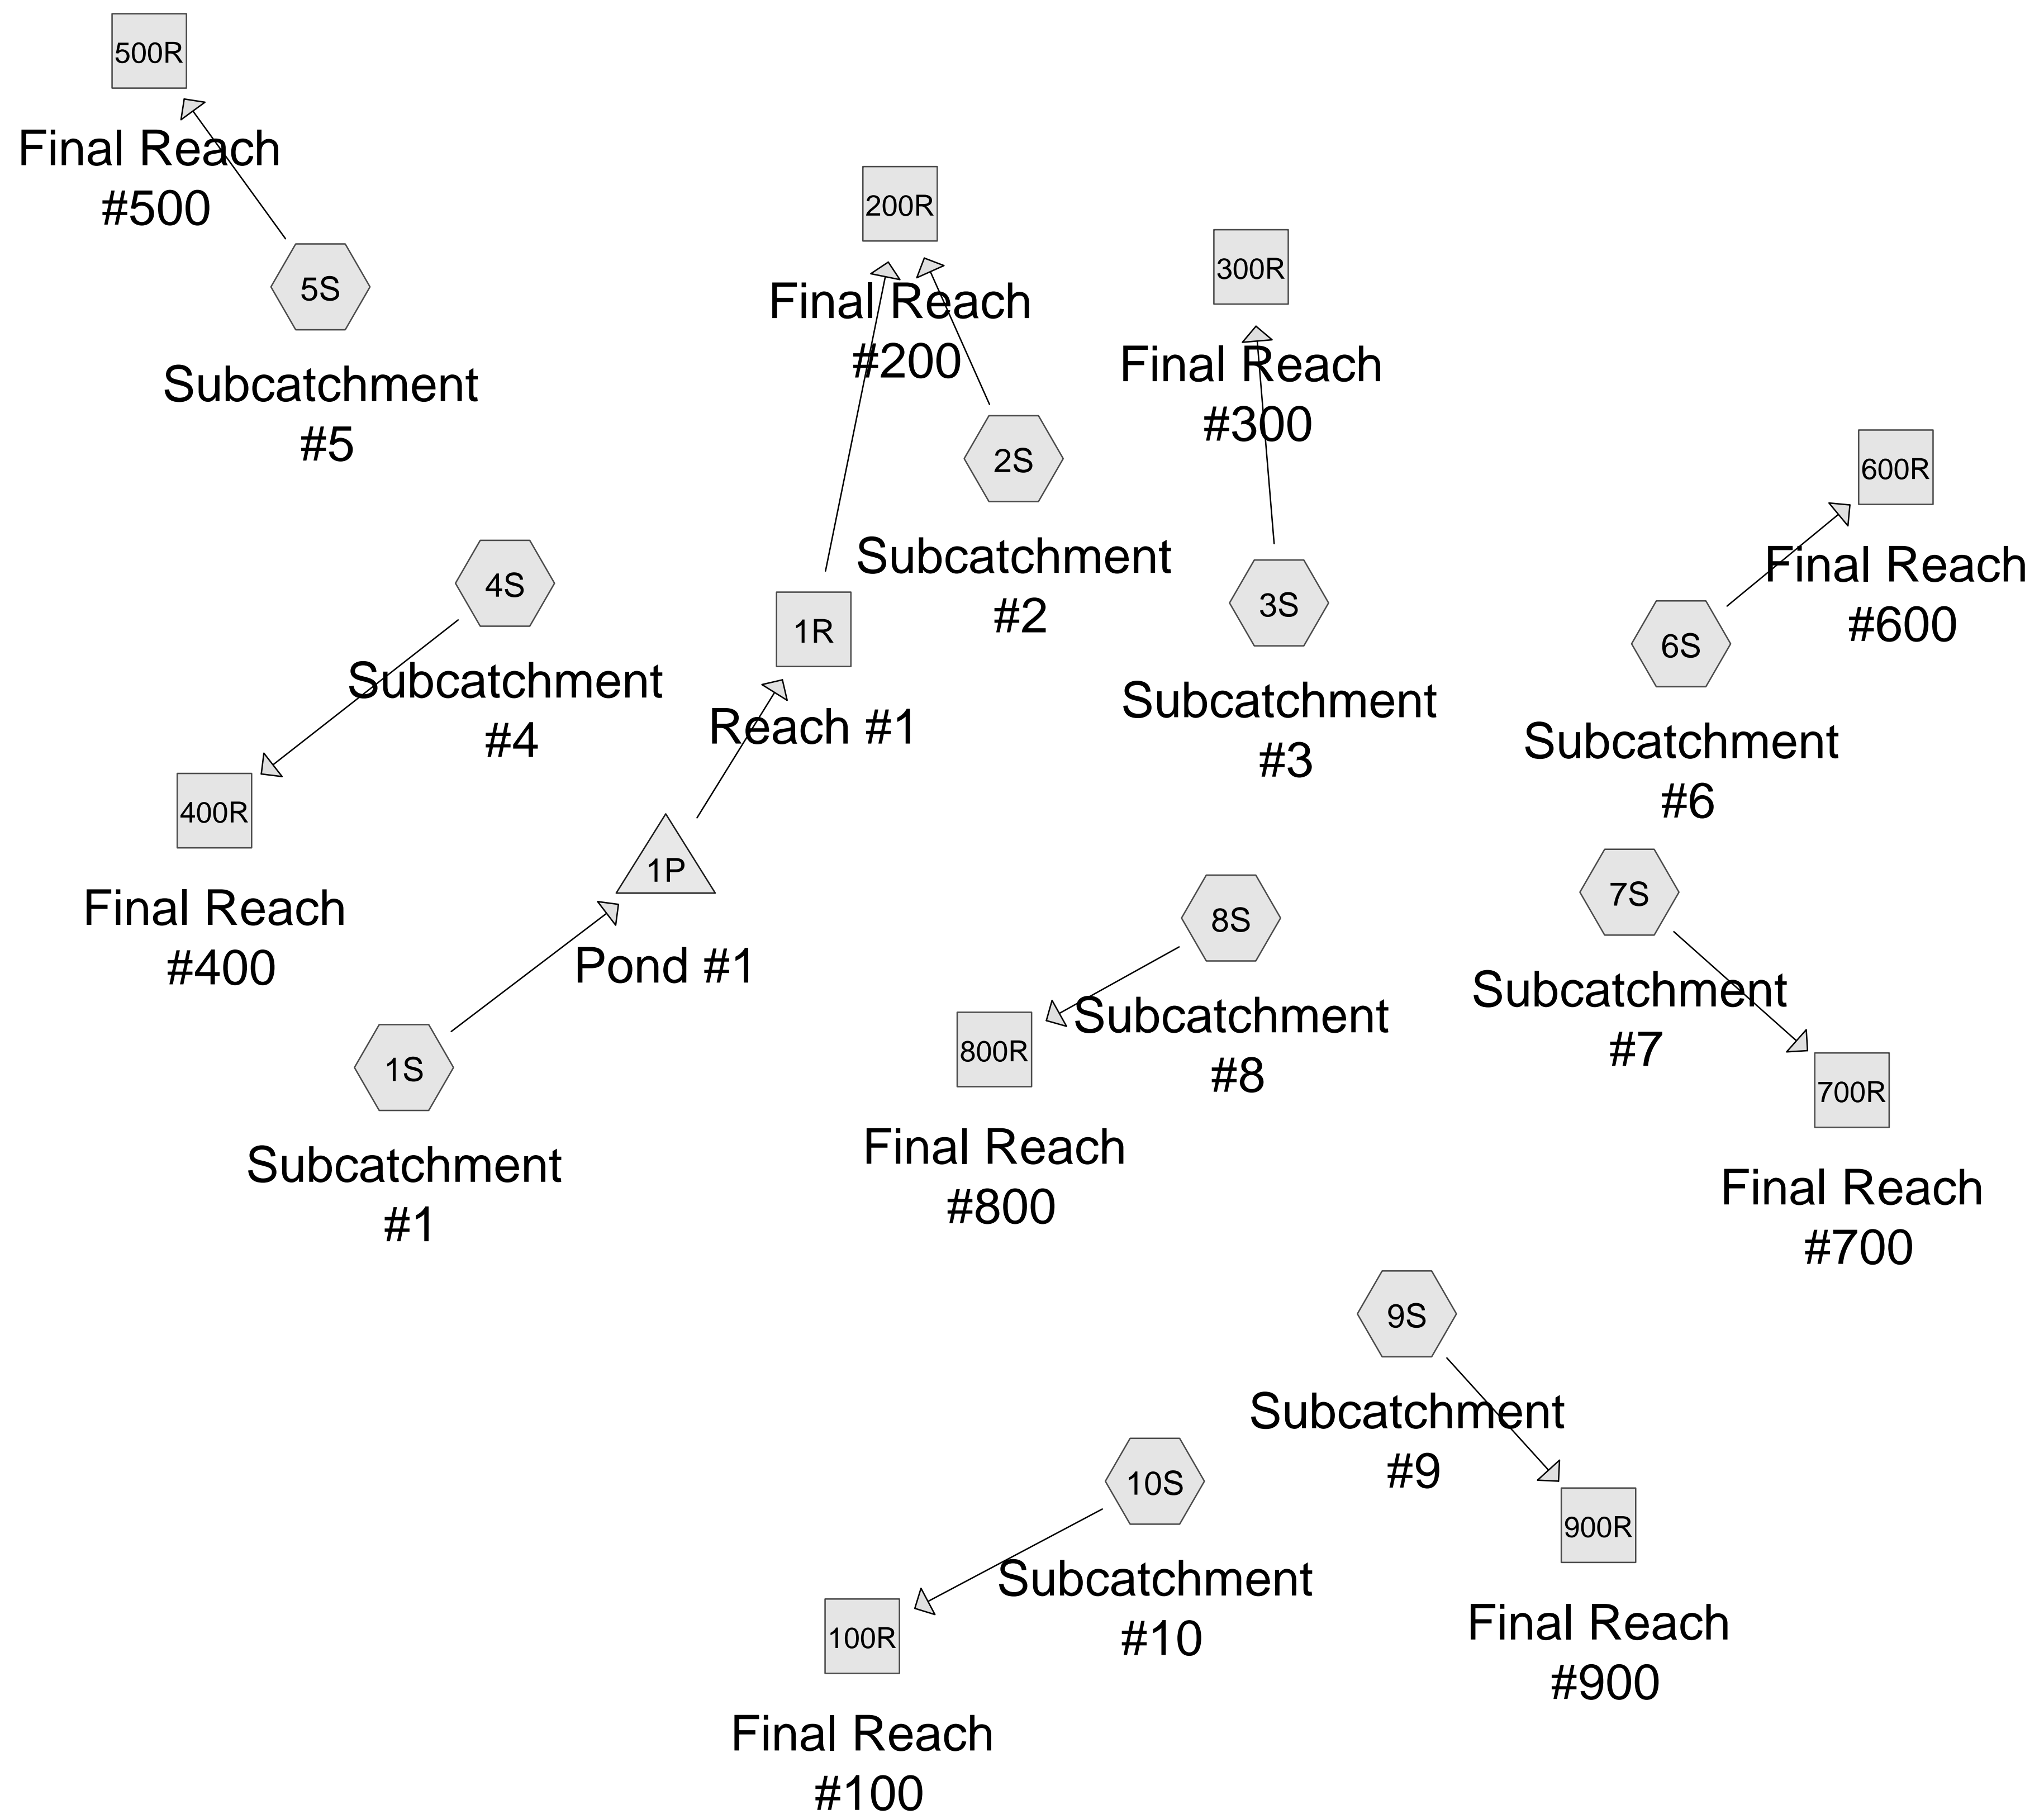 500R
Final Reach
#500
5S
Subcatchment
#5
200R
Final Reach
#200
300R
Final Reach
#300
2S
Subcatchment
#2
600R
Final Reach
#600
4S
Subcatchment
#4
1R
Reach #1
3S
Subcatchment
#3
6S
Subcatchment
#6
400R
Final Reach
#400
1P
Pond #1
8S
Subcatchment
#8
7S
Subcatchment
#7
1S
Subcatchment
#1
800R
Final Reach
#800
700R
Final Reach
#700
9S
Subcatchment
#9
10S
Subcatchment
#10
900R
Final Reach
#900
100R
Final Reach
#100